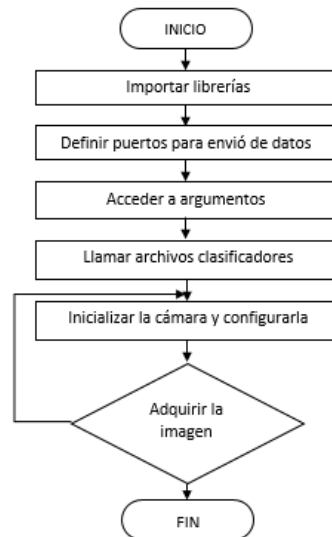 INICIO
Importar librerías
Definir puertos para envió de datos
Acceder a argumentos
Llamar archivos clasificadores
Inicializar la cámara y configurarla
Adquirir la
imagen
FIN